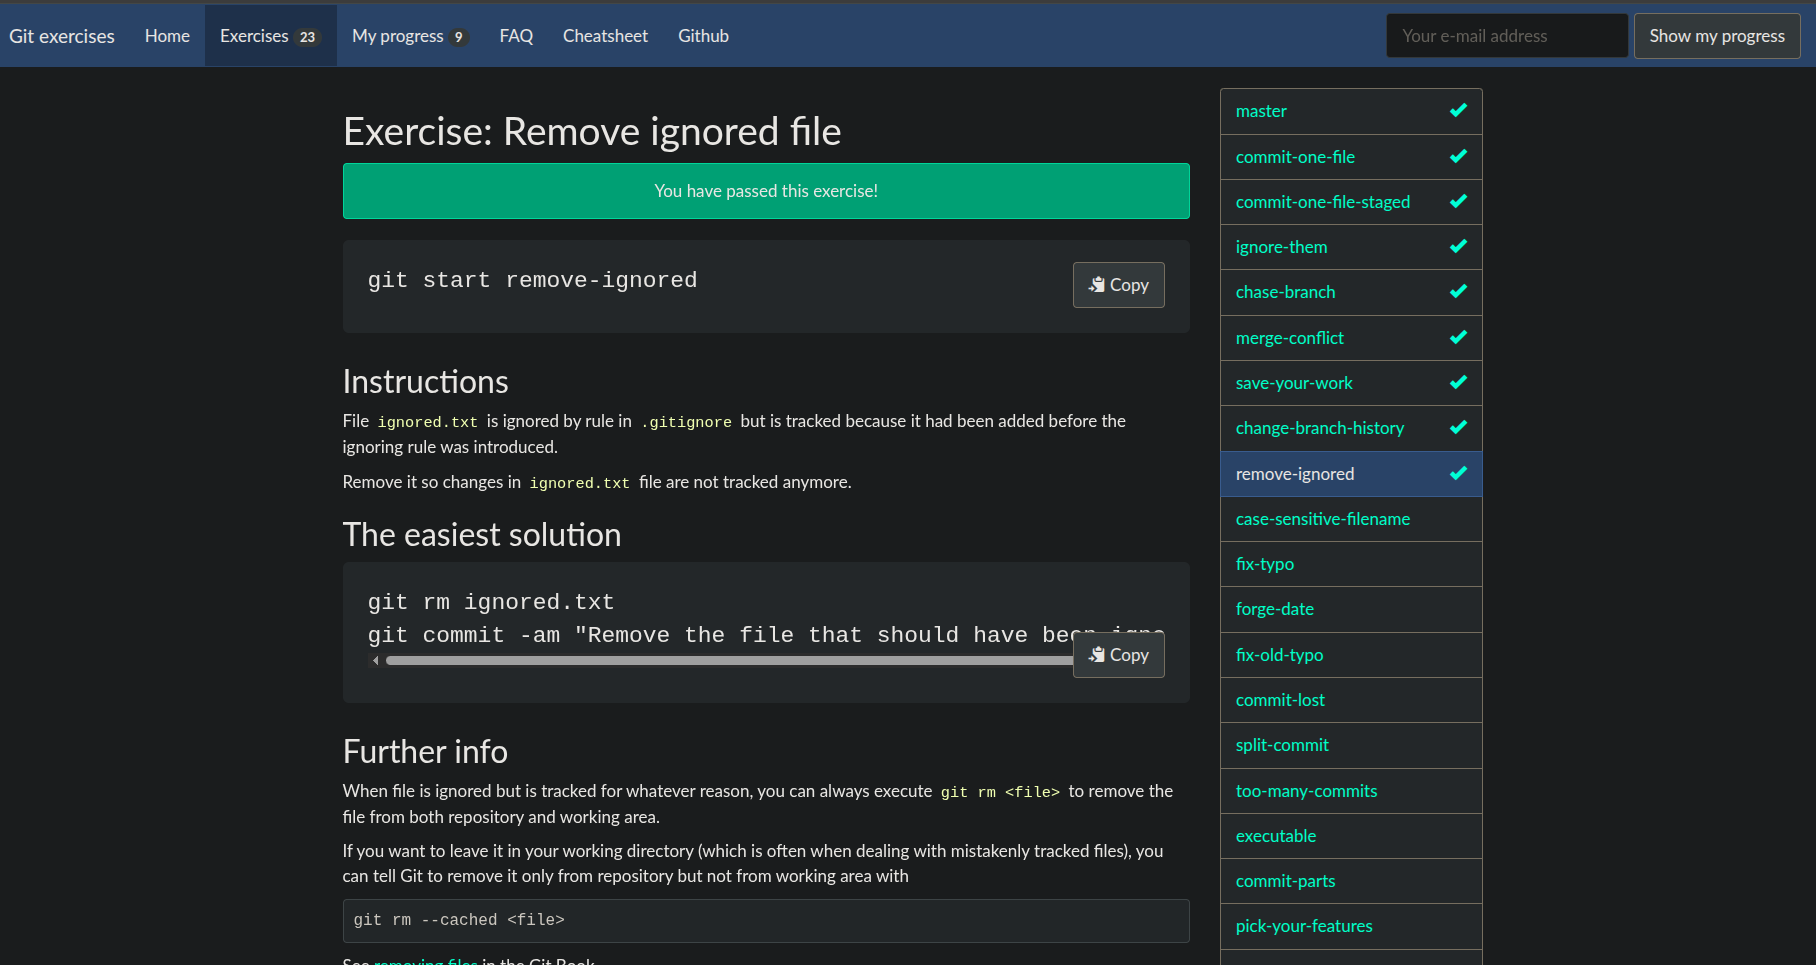 Git exercises Home Exercises 23 My progress 9 FAQ Cheatsheet Github Your e-mail address Show my progress
Exercise: Remove ignored file
You have passed this exercise!
git start remove-ignored
Copy
Instructions
File ignored.txt is ignored by rule in .gitignore but is tracked because it had been added before the
ignoring rule was introduced.
Remove it so changes in ignored.txt file are not tracked anymore.
The easiest solution
git rm ignored.txt
git commit -am "Remove the file that should have been
Copy
Further info
When file is ignored but is tracked for whatever reason, you can always execute git rm <file> to remove the
file from both repository and working area.
If you want to leave it in your working directory (which is often when dealing with mistakenly tracked files), you
can tell Git to remove it only from repository but not from working area with
git rm --cached <file>
See removing files in the Git Book
master
commit-one-file
commit-one-file-staged
ignore-them
chase-branch
merge-conflict
save-your-work
change-branch-history
remove-ignored
case-sensitive-filename
fix-typo
forge-date
fix-old-typo
commit-lost
split-commit
too-many-commits
executable
commit-parts
pick-your-features